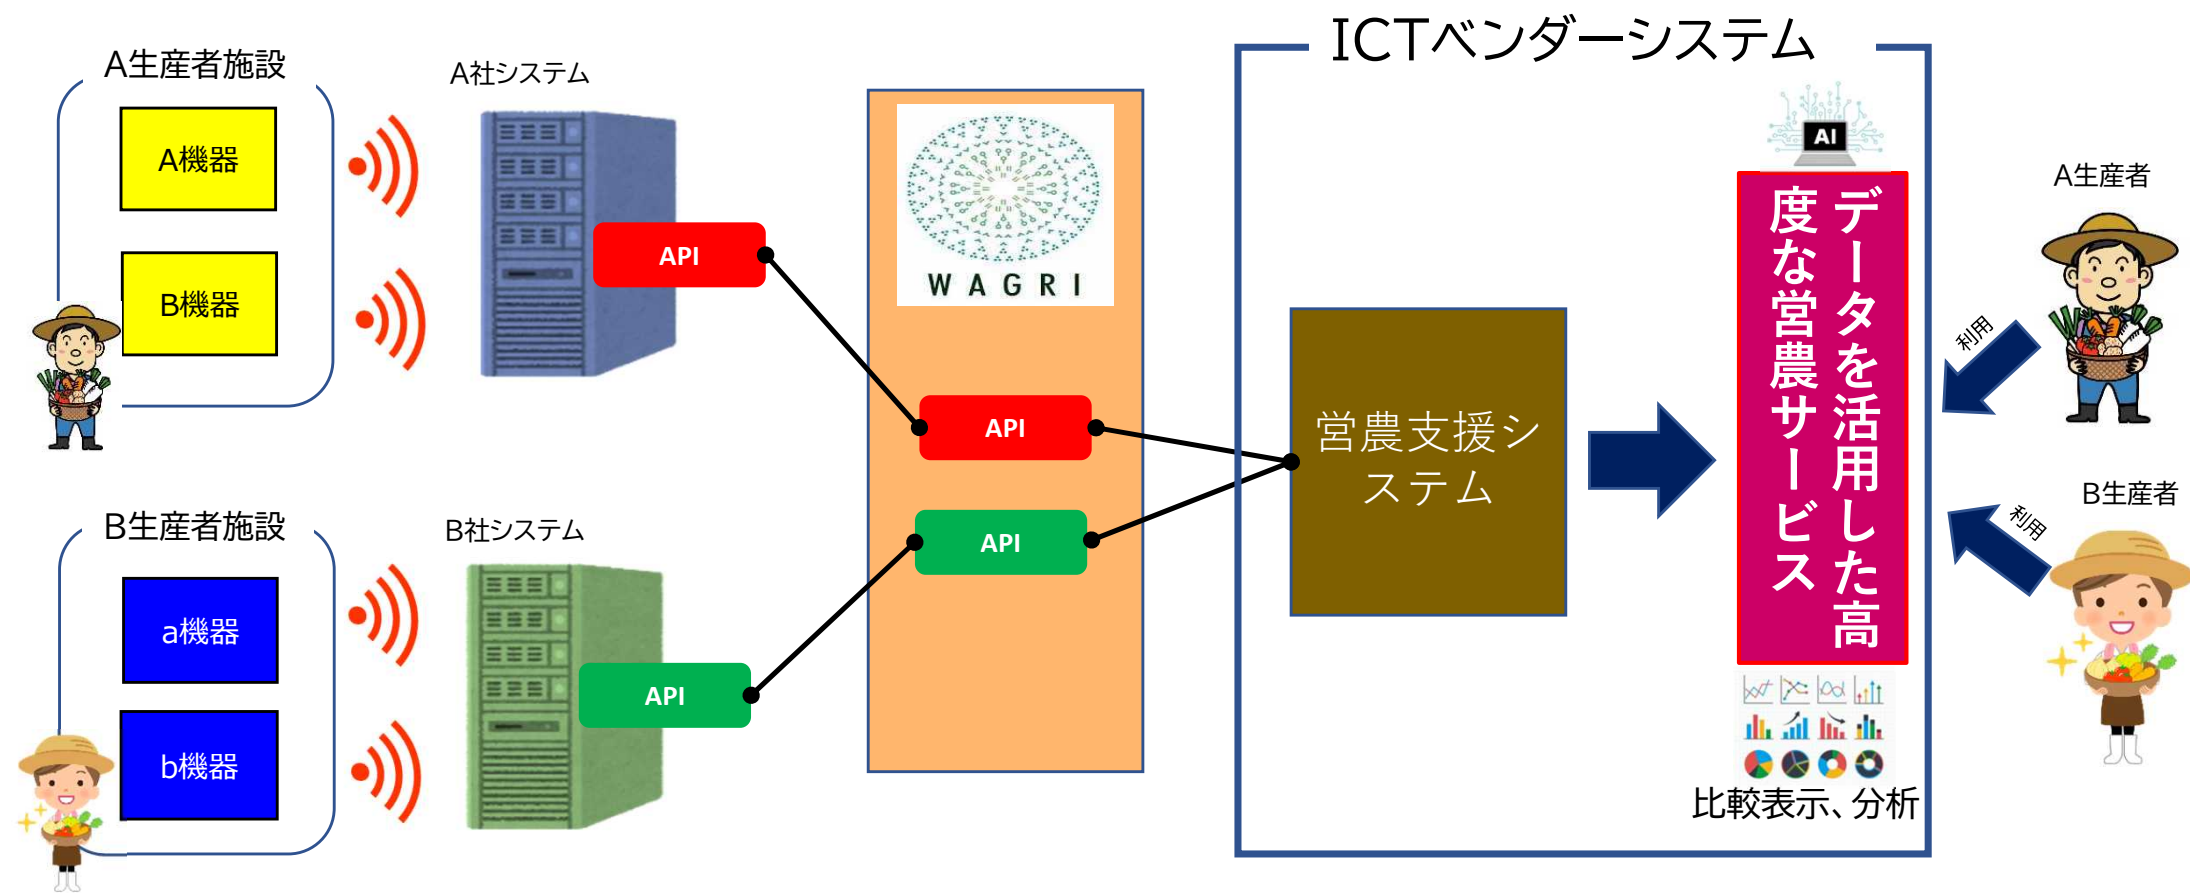 ICTベンダーシステム
A生産者施設
A社システム
A機器
B機器
API
WAGRI
API
API
B生産者施設
B社システム
a機器
b機器
API
営農支援シ
ステム
AI
データを活用した高
度な営農サービス
比較表示、分析
A生産者
利用
B生産者
利用